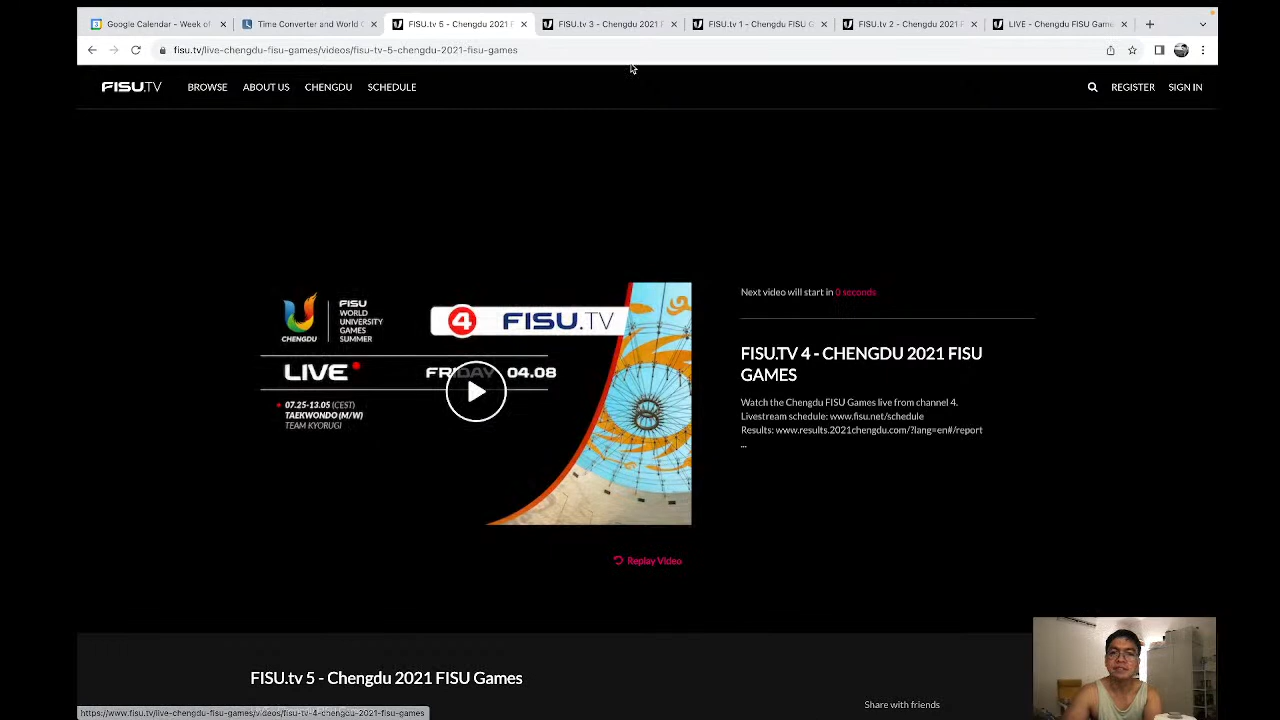 Google Calendar - Week of
Time Converter and World C
FISU.tv 5 - Chengdu 2021 F
FISU.tv 3 - Chengdu 2021 F
FISU.tv 1 - Chengdu FISU G
FISU.tv 2 - Chengdu 2021 F
LIVE - Chengdu FISU Game
fisu.tv/live-chengdu-fisu-games/videos/fisu-tv-5-chengdu-2021-fisu-games
FISU.TV
BROWSE
ABOUT US
CHENGDU
SCHEDULE
REGISTER
SIGN IN
CHENGDU
FISU
WORLD
UNIVERSITY
GAMES
SUMMER
4 FISU.TV
LIVE
FRIDAY 04.08
07.25-13.05 (CEST)
TAEKWONDO (M/W)
TEAM KYORUGI
Replay Video
Next video will start in 0 seconds
FISU.TV 4 - CHENGDU 2021 FISU
GAMES
Watch the Chengdu FISU Games live from channel 4.
Livestream schedule: www.fisu.net/schedule
Results: www.results.2021chengdu.com/?lang=en#/report
...
FISU.tv 5 - Chengdu 2021 FISU Games
Share with friends
https://www.fisu.tv/live-chengdu-fisu-games/videos/fisu-tv-4-chengdu-2021-fisu-games